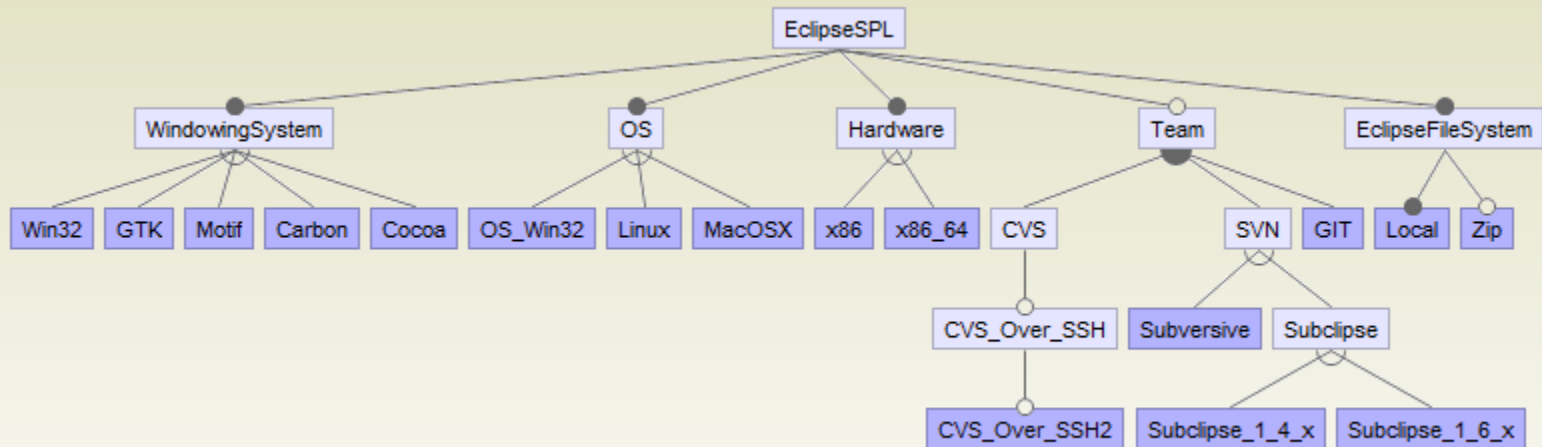 EclipseSPL
WindowingSystem OS Hardware Team EclipseFileSystem
Win32 GTK Motif Carbon Cocoa OS_Win32 Linux MacOSX x86 x86_64 CVS SVN GIT Local Zip
CVS_Over_SSH Subversive Subclipse
CVS_Over_SSH2 Subclipse_1_4_x Subclipse_1_6_x